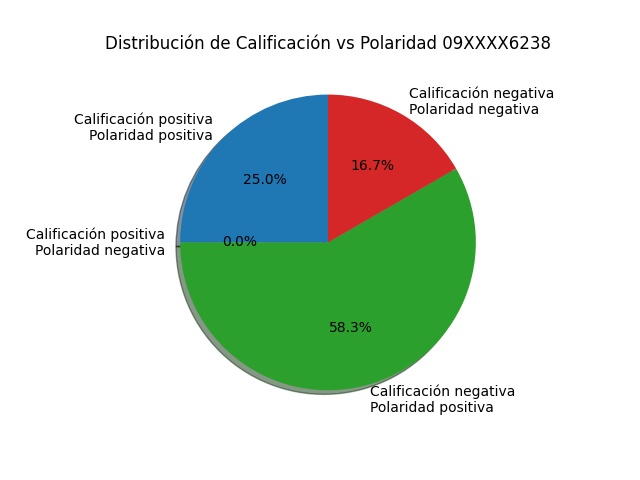 Distribución de Calificación vs Polaridad 09XXXX6238
Calificación negativa
Polaridad negativa
Calificación positiva
Polaridad positiva
16.7%
25.0%
Calificación positiva
Polaridad negativa
0.0%
58.3%
Calificación negativa
Polaridad positiva